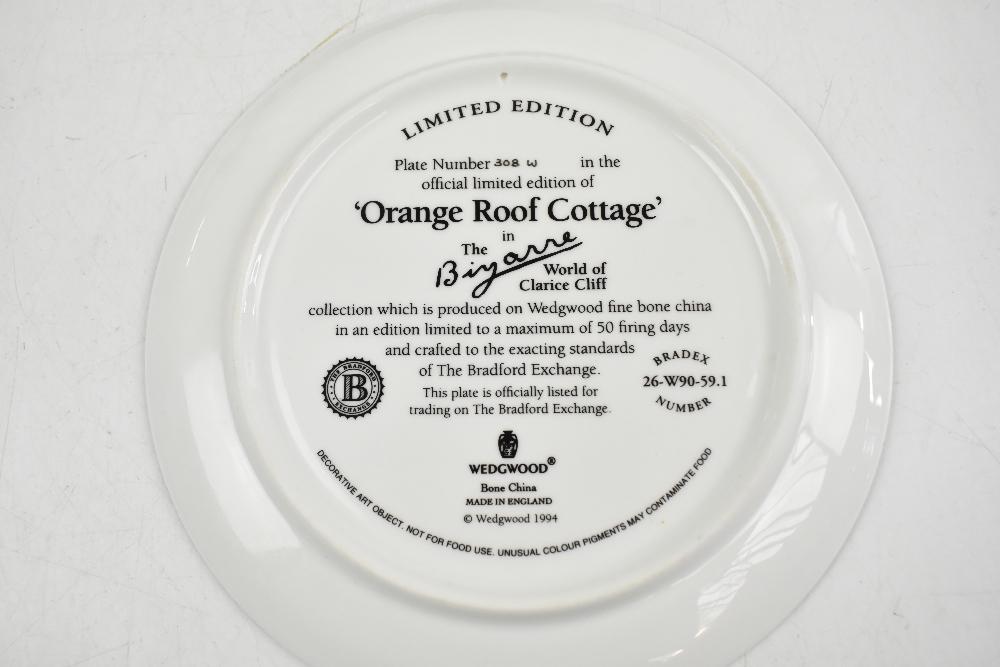 LIMITED EDITION
Plate Number 308 W in the
official limited edition of
‘Orange Roof Cottage’
in
The Bizarre World of
Clarice Cliff
collection which is produced on Wedgwood fine bone china
in an edition limited to a maximum of 50 firing days
and crafted to the exacting standards
of The Bradford Exchange.
This plate is officially listed for
trading on The Bradford Exchange.
THE BRADFORD
B
EXCHANGE
BRADEX
26-W90-59.1
NUMBER
WEDGWOOD®
Bone China
MADE IN ENGLAND
© Wedgwood 1994
DECORATIVE ART OBJECT. NOT FOR FOOD USE. UNUSUAL COLOUR PIGMENTS MAY CONTAMINATE FOOD